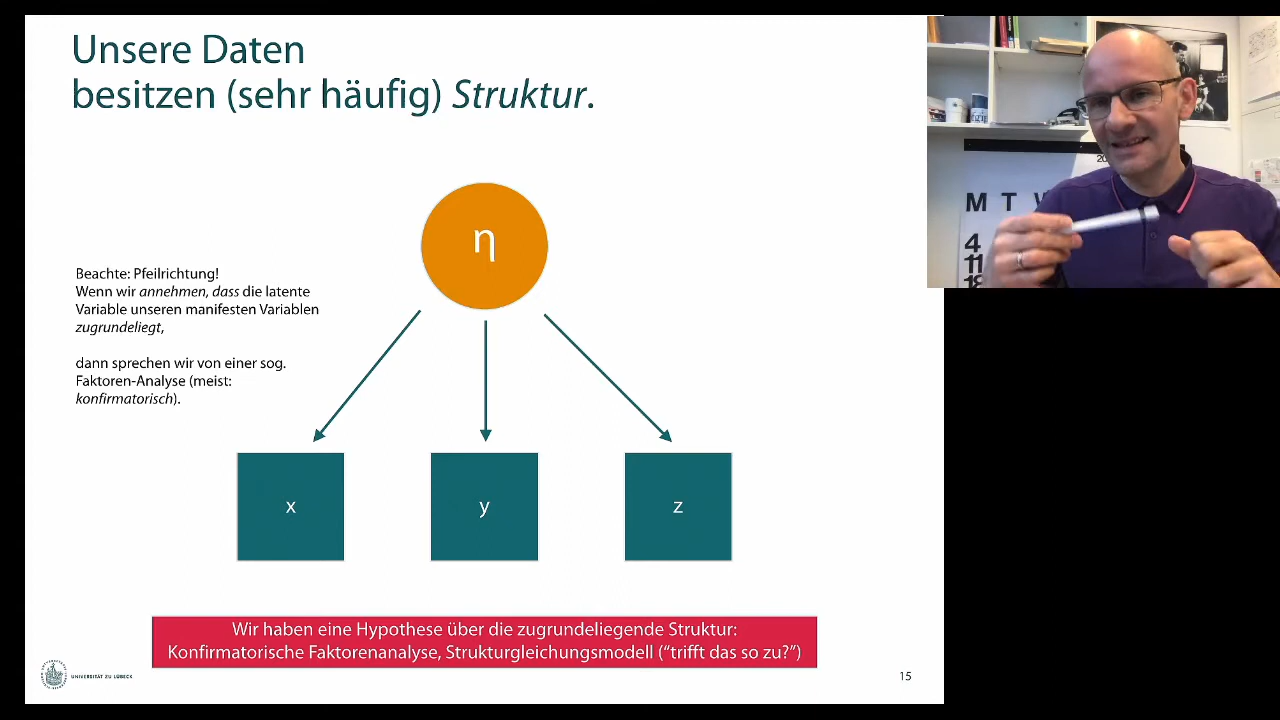 Unsere Daten
besitzen (sehr häufig) Struktur.
η
Beachte: Pfeilrichtung!
Wenn wir annehmen, dass die latente
Variable unseren manifesten Variablen
zugrundeliegt,
dann sprechen wir von einer sog.
Faktoren-Analyse (meist:
konfirmatorisch).
x
y
z
Wir haben eine Hypothese über die zugrundeliegende Struktur:
Konfirmatorische Faktorenanalyse, Strukturgleichungsmodell (“trifft das so zu?”)
UNIVERSITÄT ZU LÜBECK
15
M T
4
11
18